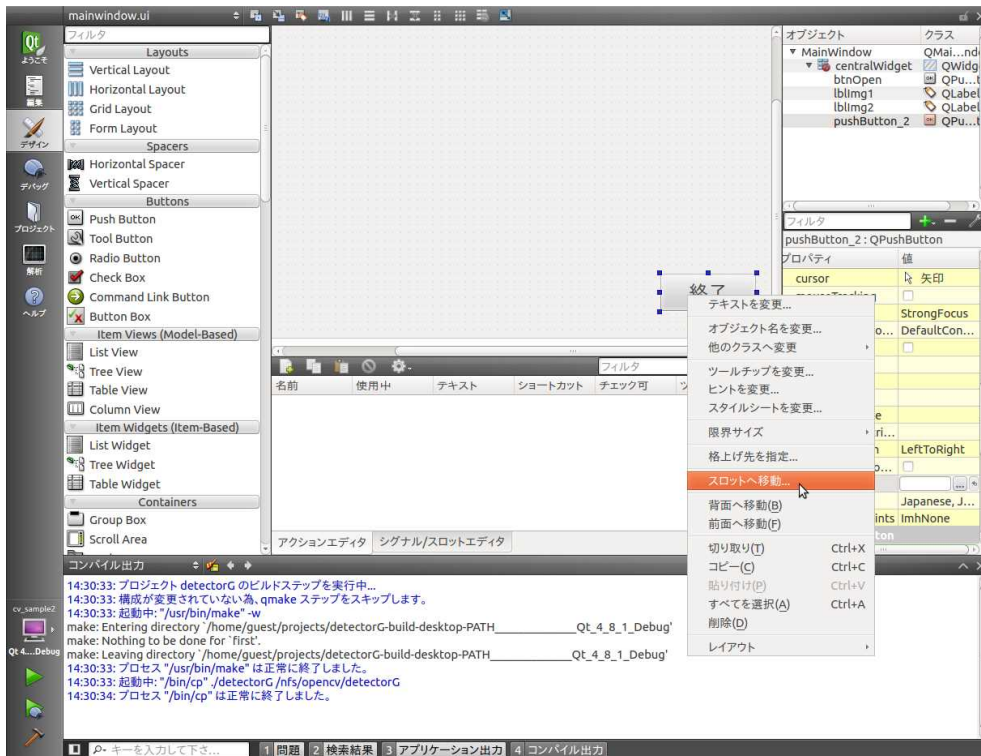 mainwindow.ui
Qt
ようこそ
編集
デザイン
デバッグ
プロジェクト
解析
ヘルプ
cv_sample2
Qt 4....Debug
フィルタ
Layouts
Vertical Layout
Horizontal Layout
Grid Layout
Form Layout
Spacers
Horizontal Spacer
Vertical Spacer
Buttons
OK Push Button
Tool Button
Radio Button
Check Box
Command Link Button
Button Box
Item Views (Model-Based)
List View
Tree View
Table View
Column View
Item Widgets (Item-Based)
List Widget
Tree Widget
Table Widget
Containers
Group Box
Scroll Area
終了
フィルタ
名前 使用中 テキスト ショートカット チェック可 ツ
アクションエディタ シグナル/スロットエディタ
テキストを変更...
オブジェクト名を変更...
他のクラスへ変更
ツールチップを変更...
ヒントを変更...
スタイルシートを変更...
限界サイズ
格上げ先を指定...
スロットへ移動...
背面へ移動(B)
前面へ移動(F)
切り取り(T) Ctrl+X
コピー(C) Ctrl+C
貼り付け(P) Ctrl+V
すべてを選択(A) Ctrl+A
削除(D)
レイアウト
オブジェクト クラス
MainWindow QMai...nd
centralWidget QWidg
btnOpen QPu...t
lblImg1 QLabel
lblImg2 QLabel
pushButton_2 QPu...t
フィルタ
pushButton_2 : QPushButton
プロパティ 値
cursor 矢印
mouseTracking
StrongFocus
o... DefaultCon...
e
ri...
n LeftToRight
o...
Japanese, J...
ints ImhNone
ton
コンパイル出力
14:30:33: プロジェクト detectorG のビルドステップを実行中...
14:30:33: 構成が変更されていない為、qmake ステップをスキップします。
14:30:33: 起動中: "/usr/bin/make" -w
make: Entering directory `/home/guest/projects/detectorG-build-desktop-PATH__________Qt_4_8_1_Debug'
make: Nothing to be done for `first'.
make: Leaving directory `/home/guest/projects/detectorG-build-desktop-PATH__________Qt_4_8_1_Debug'
14:30:33: プロセス "/usr/bin/make" は正常に終了しました。
14:30:33: 起動中: "/bin/cp" ./detectorG /nfs/opencv/detectorG
14:30:34: プロセス "/bin/cp" は正常に終了しました。
キーを入力して下さ... 1 問題 2 検索結果 3 アプリケーション出力 4 コンパイル出力